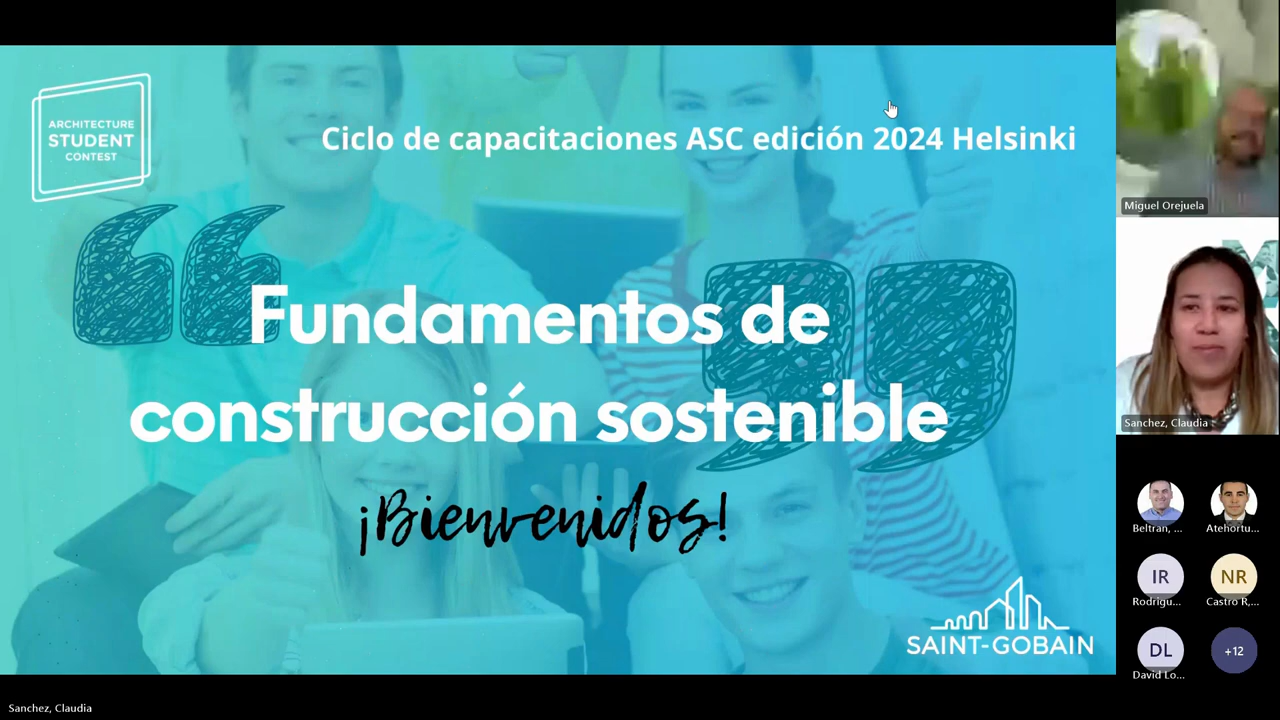 ARCHITECTURE
STUDENT
CONTEST
Ciclo de capacitaciones ASC edición 2024 Helsinki
Fundamentos de
construcción sostenible
¡Bienvenidos!
SAINT-GOBAIN
Miguel Orejuela
Sanchez, Claudia
Beltran, ...
Atehortu...
IR
Rodrigu...
NR
Castro R,...
DL
David Lo...
+12
Sanchez, Claudia